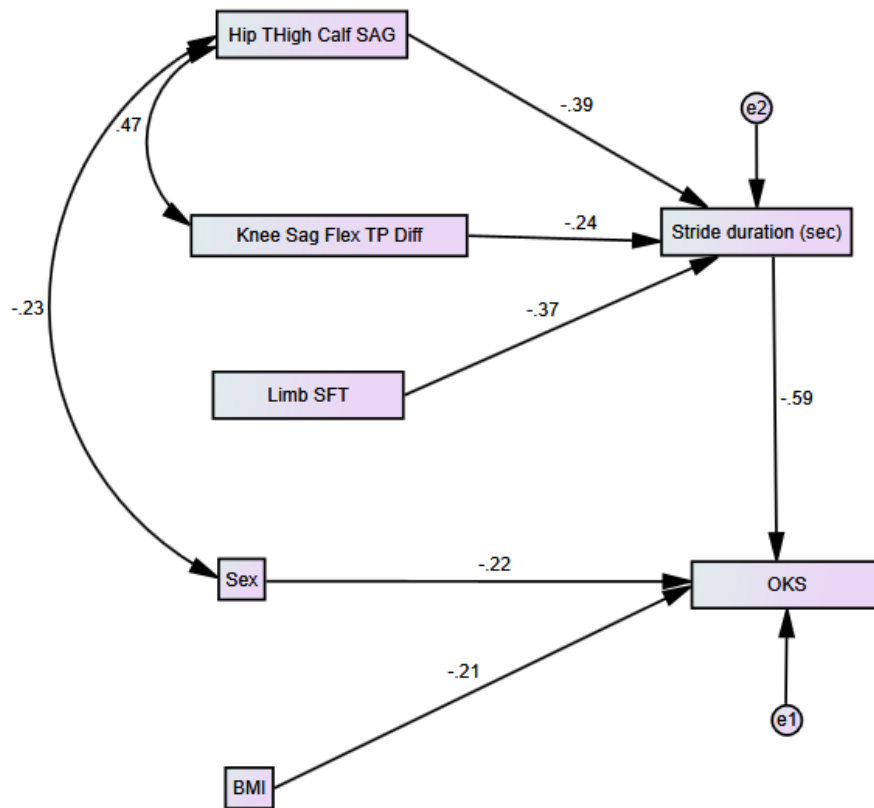 Hip THigh Calf SAG
-.39
e2
.47
Knee Sag Flex TP Diff
-.24
Stride duration (sec)
-.23
-.37
Limb SFT
-.59
Sex
-.22
OKS
-.21
e1
BMI